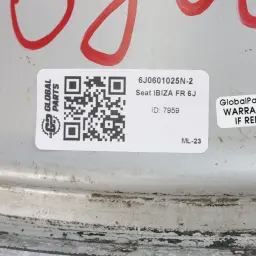 GLOBAL
PARTS
6J0601025N-2
Seat IBIZA FR 6J
ID: 7959
ML-23
GlobalPa
WARRA
IF RE